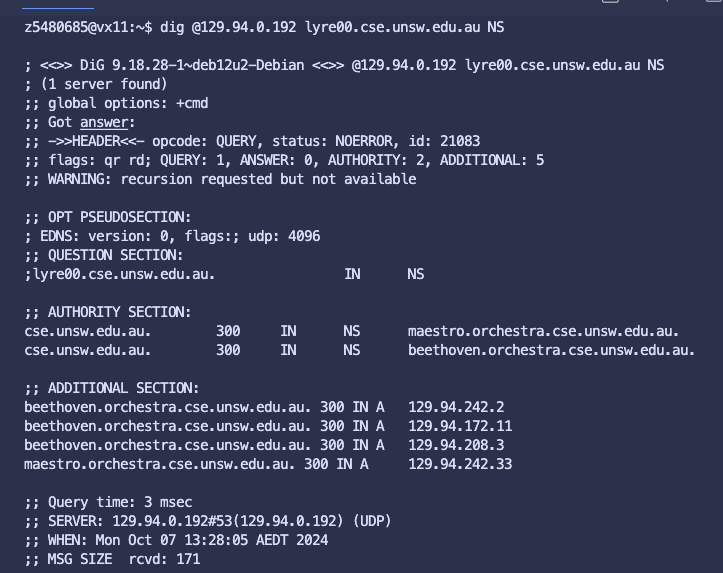 z5480685@vx11:~$ dig @129.94.0.192 lyre00.cse.unsw.edu.au NS
; <<>> DiG 9.18.28-1~deb12u2-Debian <<>> @129.94.0.192 lyre00.cse.unsw.edu.au NS
; (1 server found)
;; global options: +cmd
;; Got answer:
;; ->>HEADER<<- opcode: QUERY, status: NOERROR, id: 21083
;; flags: qr rd; QUERY: 1, ANSWER: 0, AUTHORITY: 2, ADDITIONAL: 5
;; WARNING: recursion requested but not available
;; OPT PSEUDOSECTION:
; EDNS: version: 0, flags:; udp: 4096
;; QUESTION SECTION:
;lyre00.cse.unsw.edu.au. IN NS
;; AUTHORITY SECTION:
cse.unsw.edu.au. 300 IN NS maestro.orchestra.cse.unsw.edu.au.
cse.unsw.edu.au. 300 IN NS beethoven.orchestra.cse.unsw.edu.au.
;; ADDITIONAL SECTION:
beethoven.orchestra.cse.unsw.edu.au. 300 IN A 129.94.242.2
beethoven.orchestra.cse.unsw.edu.au. 300 IN A 129.94.172.11
beethoven.orchestra.cse.unsw.edu.au. 300 IN A 129.94.208.3
maestro.orchestra.cse.unsw.edu.au. 300 IN A 129.94.242.33
;; Query time: 3 msec
;; SERVER: 129.94.0.192#53(129.94.0.192) (UDP)
;; WHEN: Mon Oct 07 13:28:05 AEDT 2024
;; MSG SIZE rcvd: 171